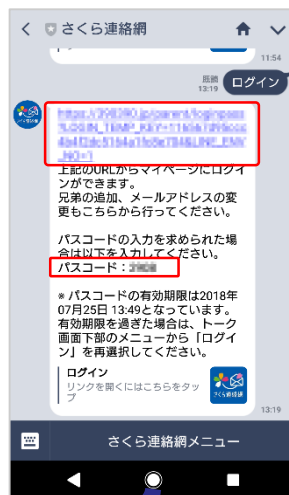 さくら連絡網
11:54
既読
13:19
ログイン
上記のURLからマイページにログイ
ンができます。
兄弟の追加、メールアドレスの変
更もこちらから行ってください。
パスコードの入力を求められた場
合は以下を入力してください。
パスコード：
※ パスコードの有効期限は2018年
07月25日 13:49となっています。
有効期限を過ぎた場合は、トーク
画面下部のメニューから「ログイ
ン」を再選択してください。
ログイン
リンクを開くにはこちらをタッ
プ
さくら連絡網
13:19
さくら連絡網メニュー